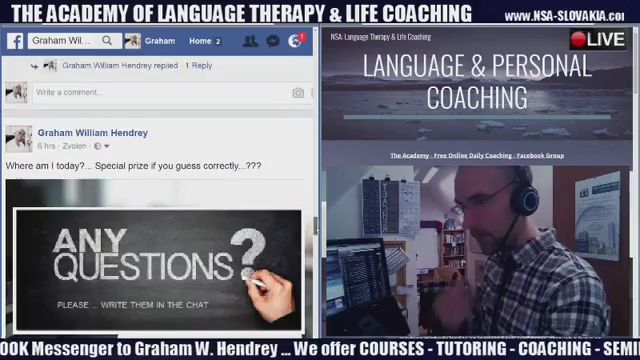 THE ACADEMY OF LANGUAGE THERAPY & LIFE COACHING
www.NSA-SLOVAKIA.co
Graham Wil...
Graham
Home 2
Graham William Hendrey replied 1 Reply
Write a comment...
Graham William Hendrey
6 hrs · Zvolen ·
Where am I today?... Special prize if you guess correctly...???
ANY
QUESTIONS?
PLEASE ... WRITE THEM IN THE CHAT
NSA: Language Therapy & Life Coaching
LIVE
LANGUAGE & PERSONAL
COACHING
The Academy - Free Online Daily Coaching - Facebook Group
OOK Messenger to Graham W. Hendrey ... We offer COURSES - TUTORING - COACHING - SEMI